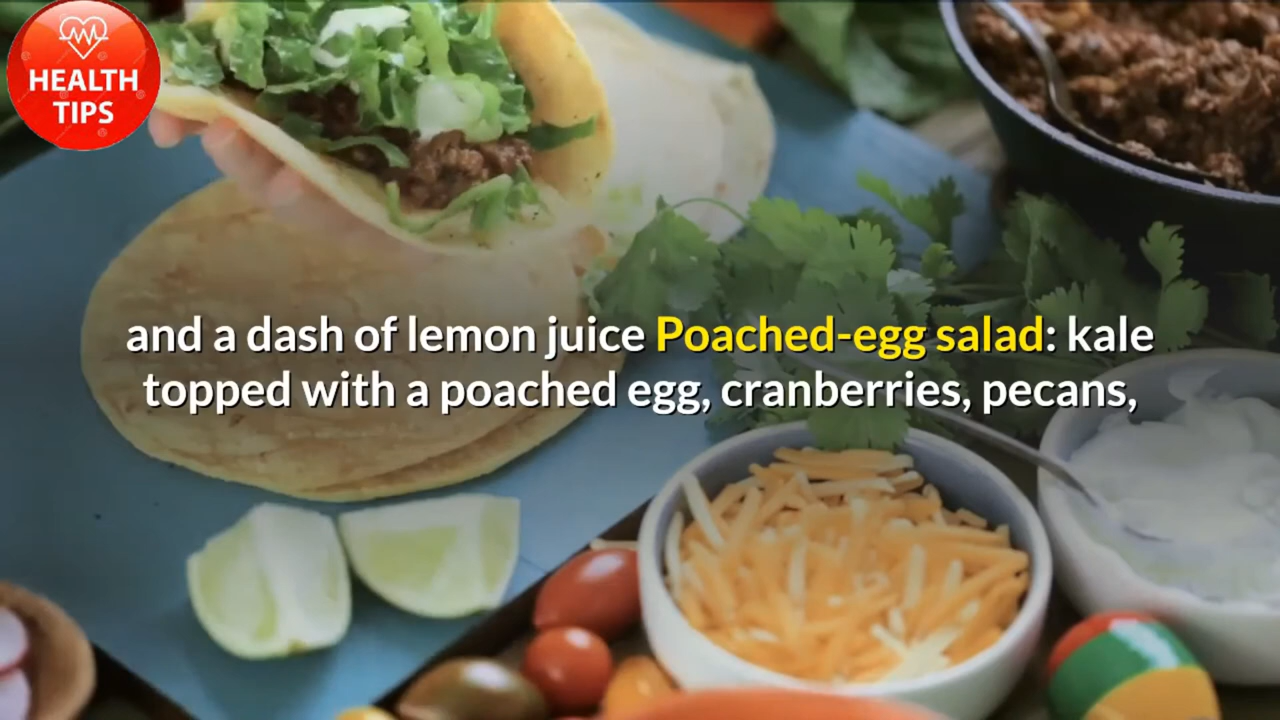 HEALTH
TIPS
and a dash of lemon juice Poached-egg salad: kale
topped with a poached egg, cranberries, pecans,